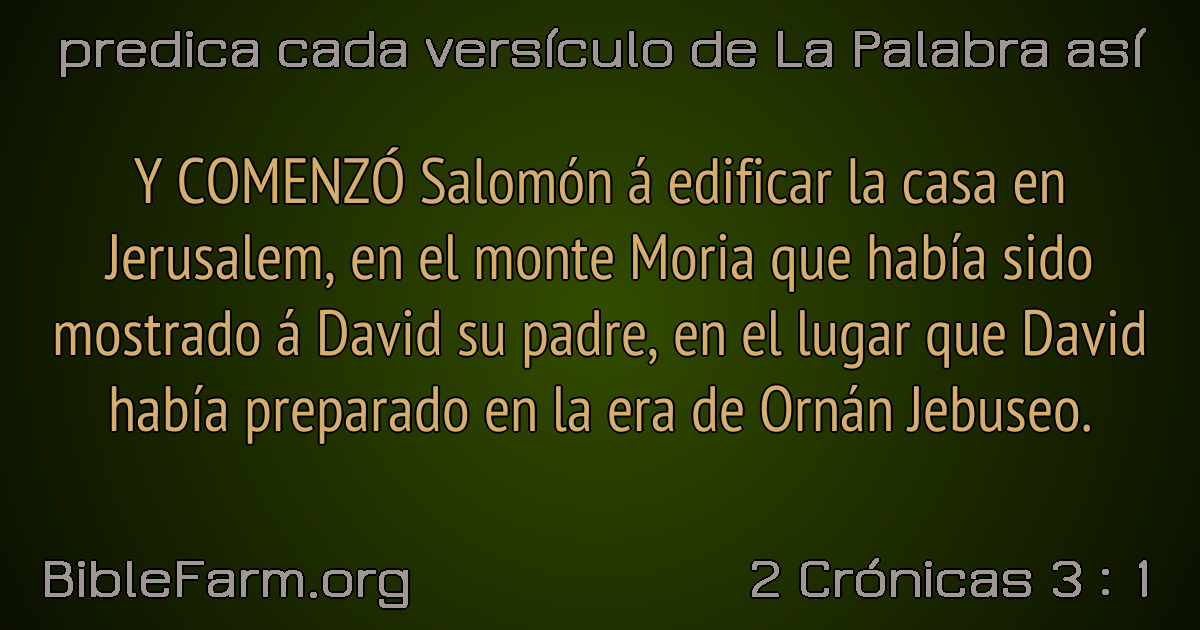 predica cada versículo de La Palabra así
Y COMENZÓ Salomón á edificar la casa en
Jerusalem, en el monte Moria que había sido
mostrado á David su padre, en el lugar que David
había preparado en la era de Ornán Jebuseo.
BibleFarm.org
2 Crónicas 3 : 1